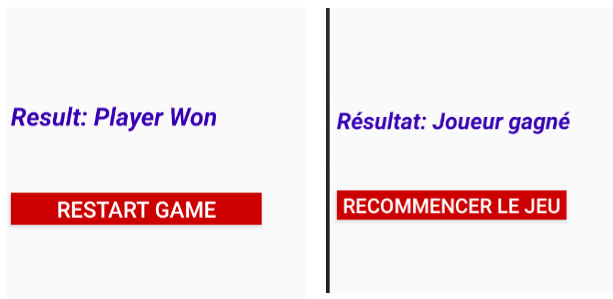 Result: Player Won
RESTART GAME
Résultat: Joueur gagné
RECOMMENCER LE JEU